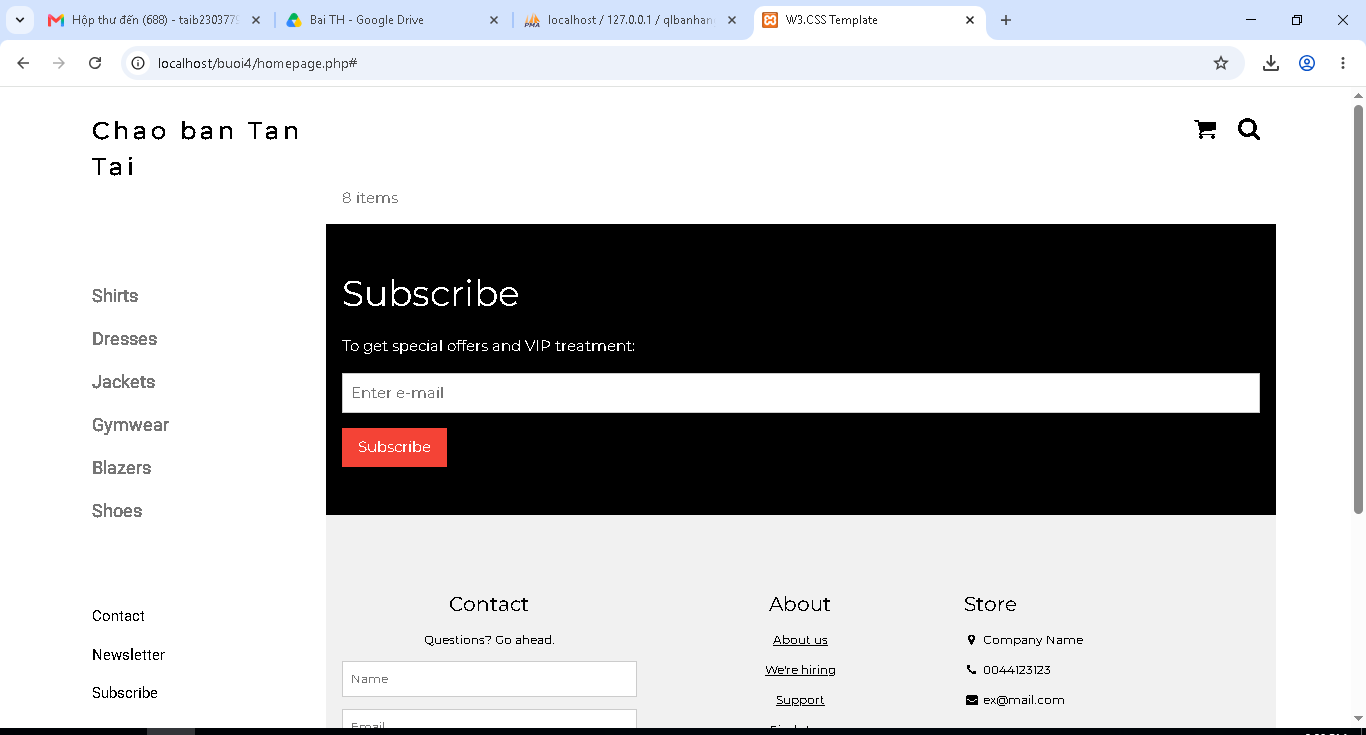 Hộp thư đến (688) - taib230377
Bai TH - Google Drive
localhost / 127.0.0.1 / qlbanhan
W3.CSS Template
localhost/buoi4/homepage.php#
Chao ban Tan
Tai
8 items
Shirts
Dresses
Jackets
Gymwear
Blazers
Shoes
Contact
Newsletter
Subscribe
Subscribe
To get special offers and VIP treatment:
Enter e-mail
Subscribe
Contact
Questions? Go ahead.
Name
Email
About
About us
We're hiring
Support
Store
Company Name
0044123123
ex@mail.com